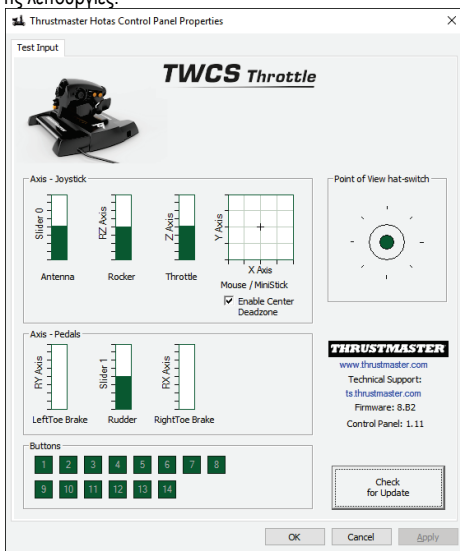 της λειτουργίες.
Thrustmaster Hotas Control Panel Properties
Test Input
TWCS Throttle
Axis - Joystick
Slider 0
RZ Axis
Z Axis
Y Axis
X Axis
Antenna
Rocker
Throttle
Mouse / MiniStick
Enable Center
Deadzone
Point of View hat-switch
Axis - Pedals
RY Axis
Slider 1
RX Axis
LeftToe Brake
Rudder
RightToe Brake
THRUSTMASTER
www.thrustmaster.com
Technical Support:
ts.thrustmaster.com
Firmware: 8.B2
Control Panel: 1.11
Buttons
1 2 3 4 5 6 7 8
9 10 11 12 13 14
Check
for Update
OK Cancel Apply